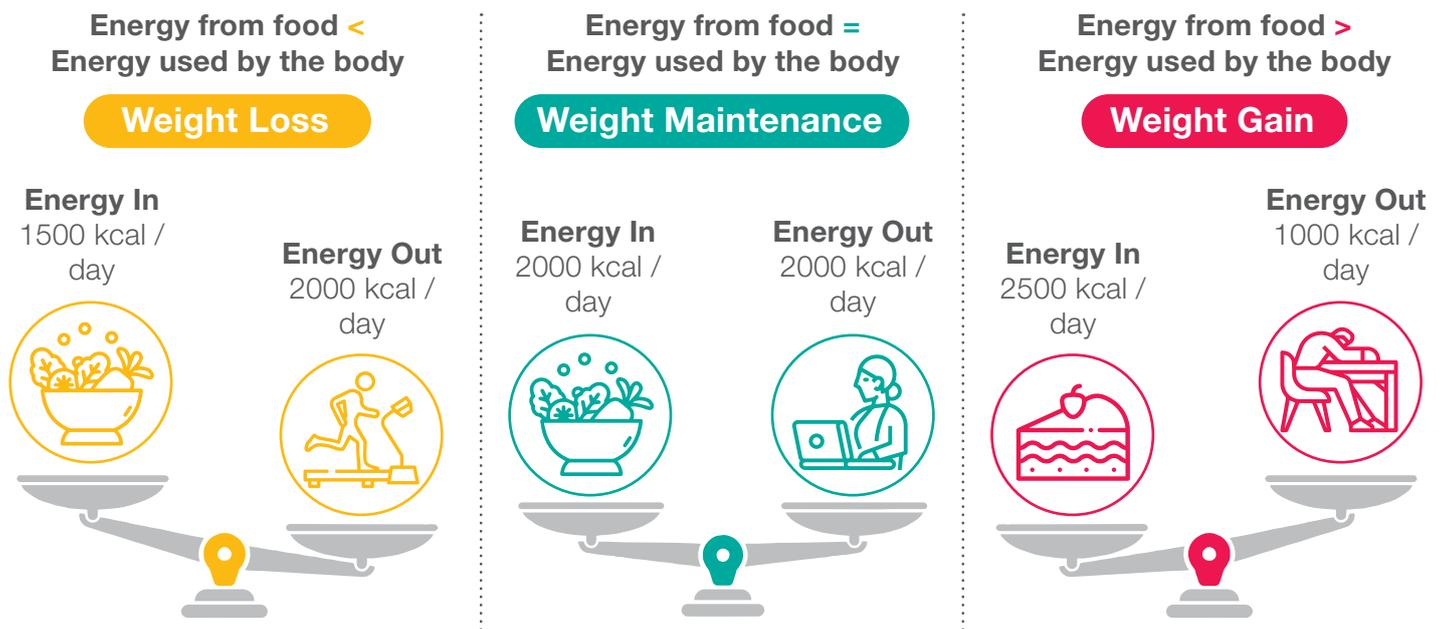 Energy from food <
Energy used by the body
Weight Loss
Energy In
1500 kcal /
day
Energy Out
2000 kcal /
day
Energy from food =
Energy used by the body
Weight Maintenance
Energy In
2000 kcal /
day
Energy Out
2000 kcal /
day
Energy from food >
Energy used by the body
Weight Gain
Energy In
2500 kcal /
day
Energy Out
1000 kcal /
day